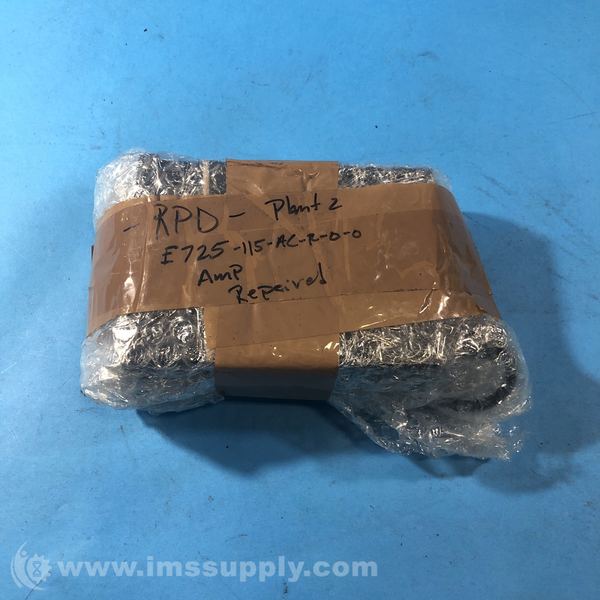 - RPD - Plant 2
E725-115-AC-R-0-0
Amp
Repaired
www.imssupply.com